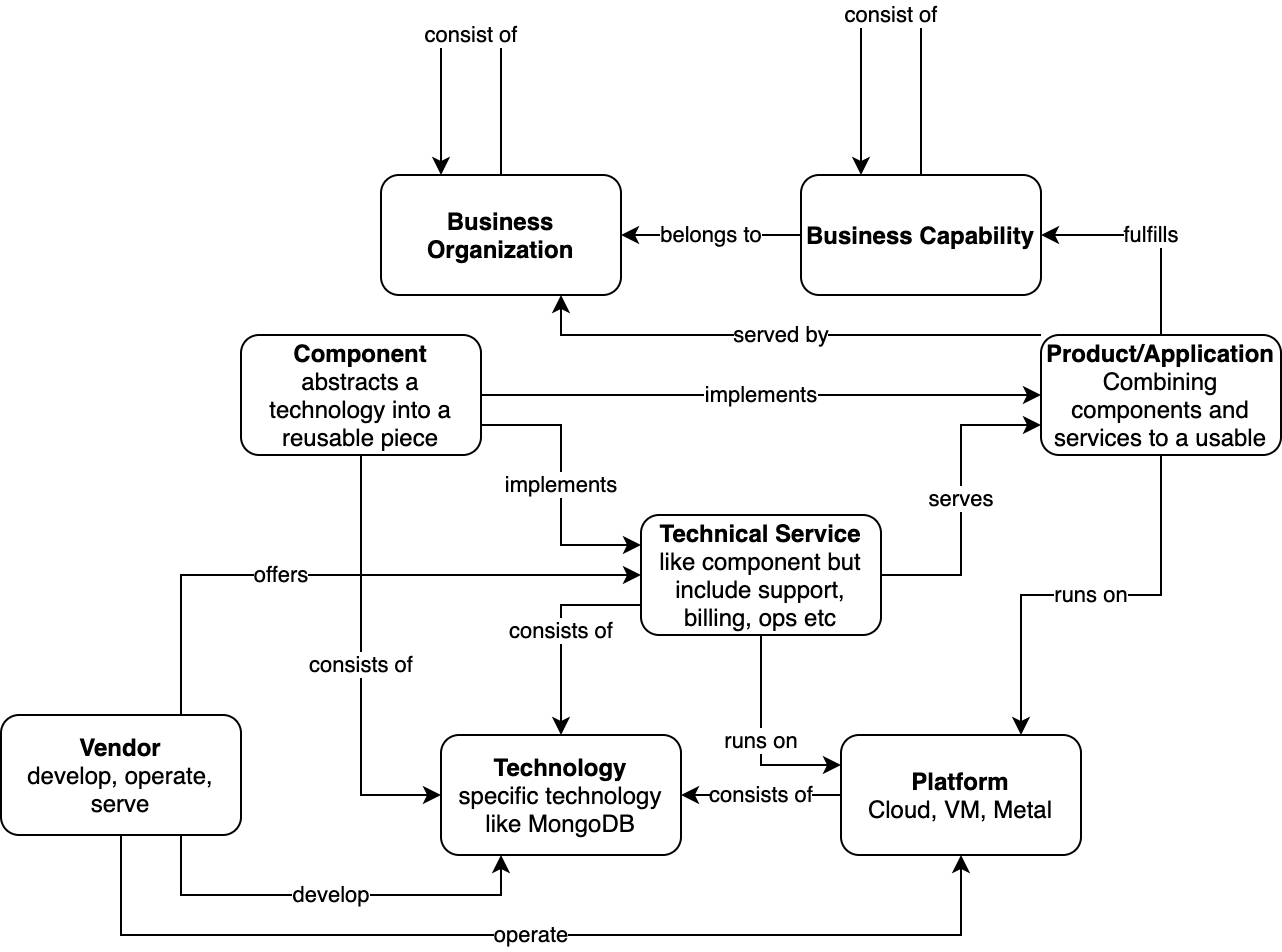 consist of
consist of
Business
Organization
belongs to
Business Capability
fulfills
served by
Component
abstracts a
technology into a
reusable piece
implements
Product/Application
Combining
components and
services to a usable
implements
serves
Technical Service
like component but
include support,
billing, ops etc
offers
runs on
consists of
consists of
Vendor
develop, operate,
serve
runs on
Technology
specific technology
like MongoDB
consists of
Platform
Cloud, VM, Metal
develop
operate